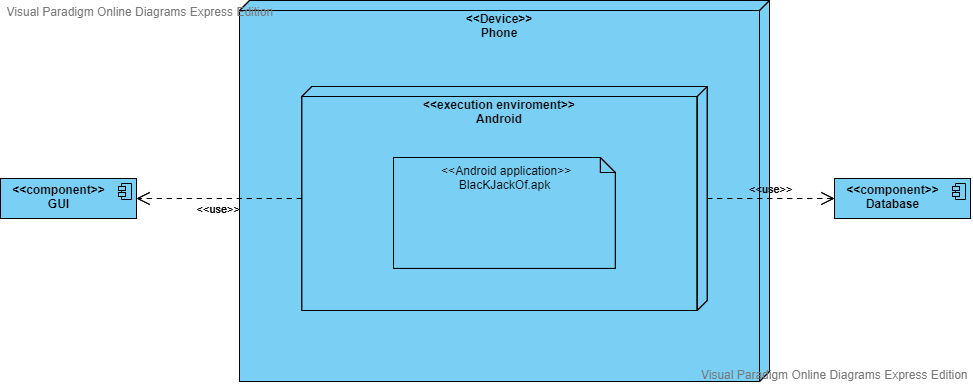 Visual Paradigm Online Diagrams Express Edition
<<Device>>
Phone
<<execution enviroment>>
Android
<<Android application>>
BlacKJackOf.apk
<<component>>
GUI
<<use>>
<<use>>
<<component>>
Database
Visual Paradigm Online Diagrams Express Edition